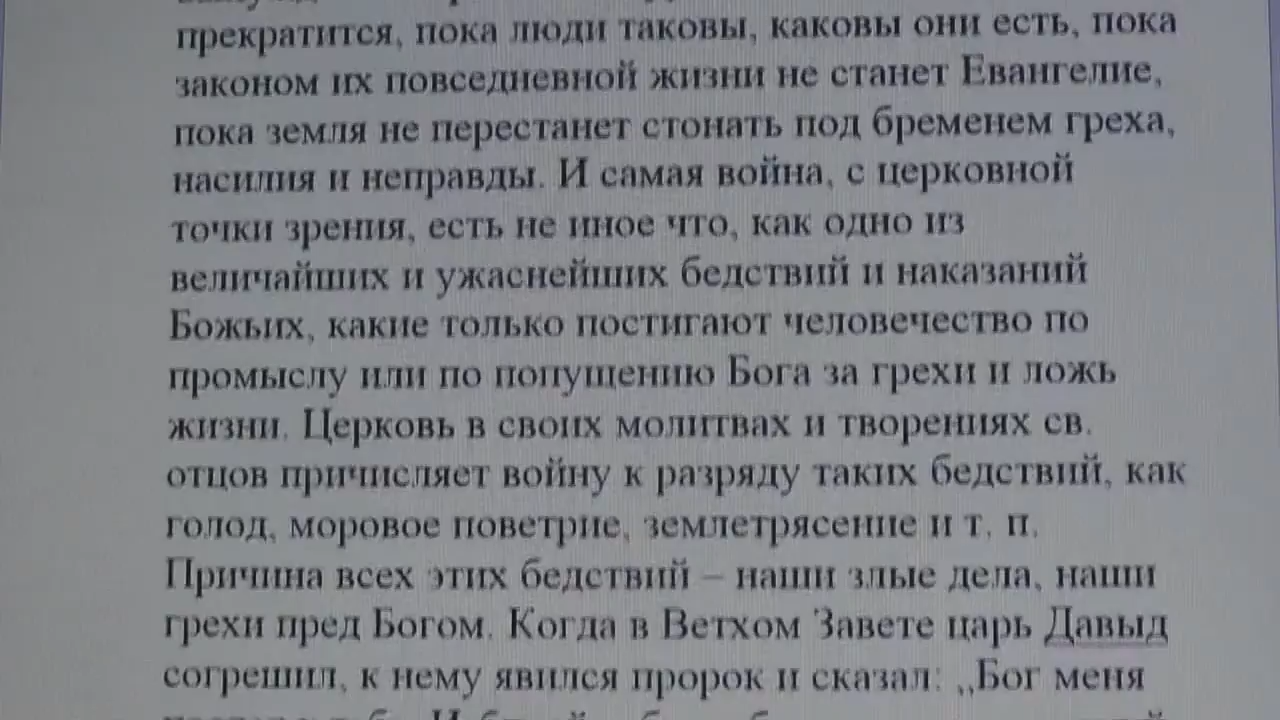 прекратится, пока люди таковы, каковы они есть, пока
законом их повседневной жизни не станет Евангелие,
пока земля не перестанет стонать под бременем греха,
насилия и неправды. И самая война, с церковной
точки зрения, есть не иное что, как одно из
величайших и ужаснейших бедствий и наказаний
Божьих, какие только постигают человечество по
промыслу или по попущению Бога за грехи и ложь
жизни. Церковь в своих молитвах и творениях св.
отцов причисляет войну к разряду таких бедствий, как
голод, моровое поветрие, землетрясение и т. п.
Причина всех этих бедствий – наши злые дела, наши
грехи пред Богом. Когда в Ветхом Завете царь Давыд
согрешил, к нему явился пророк и сказал: „Бог меня